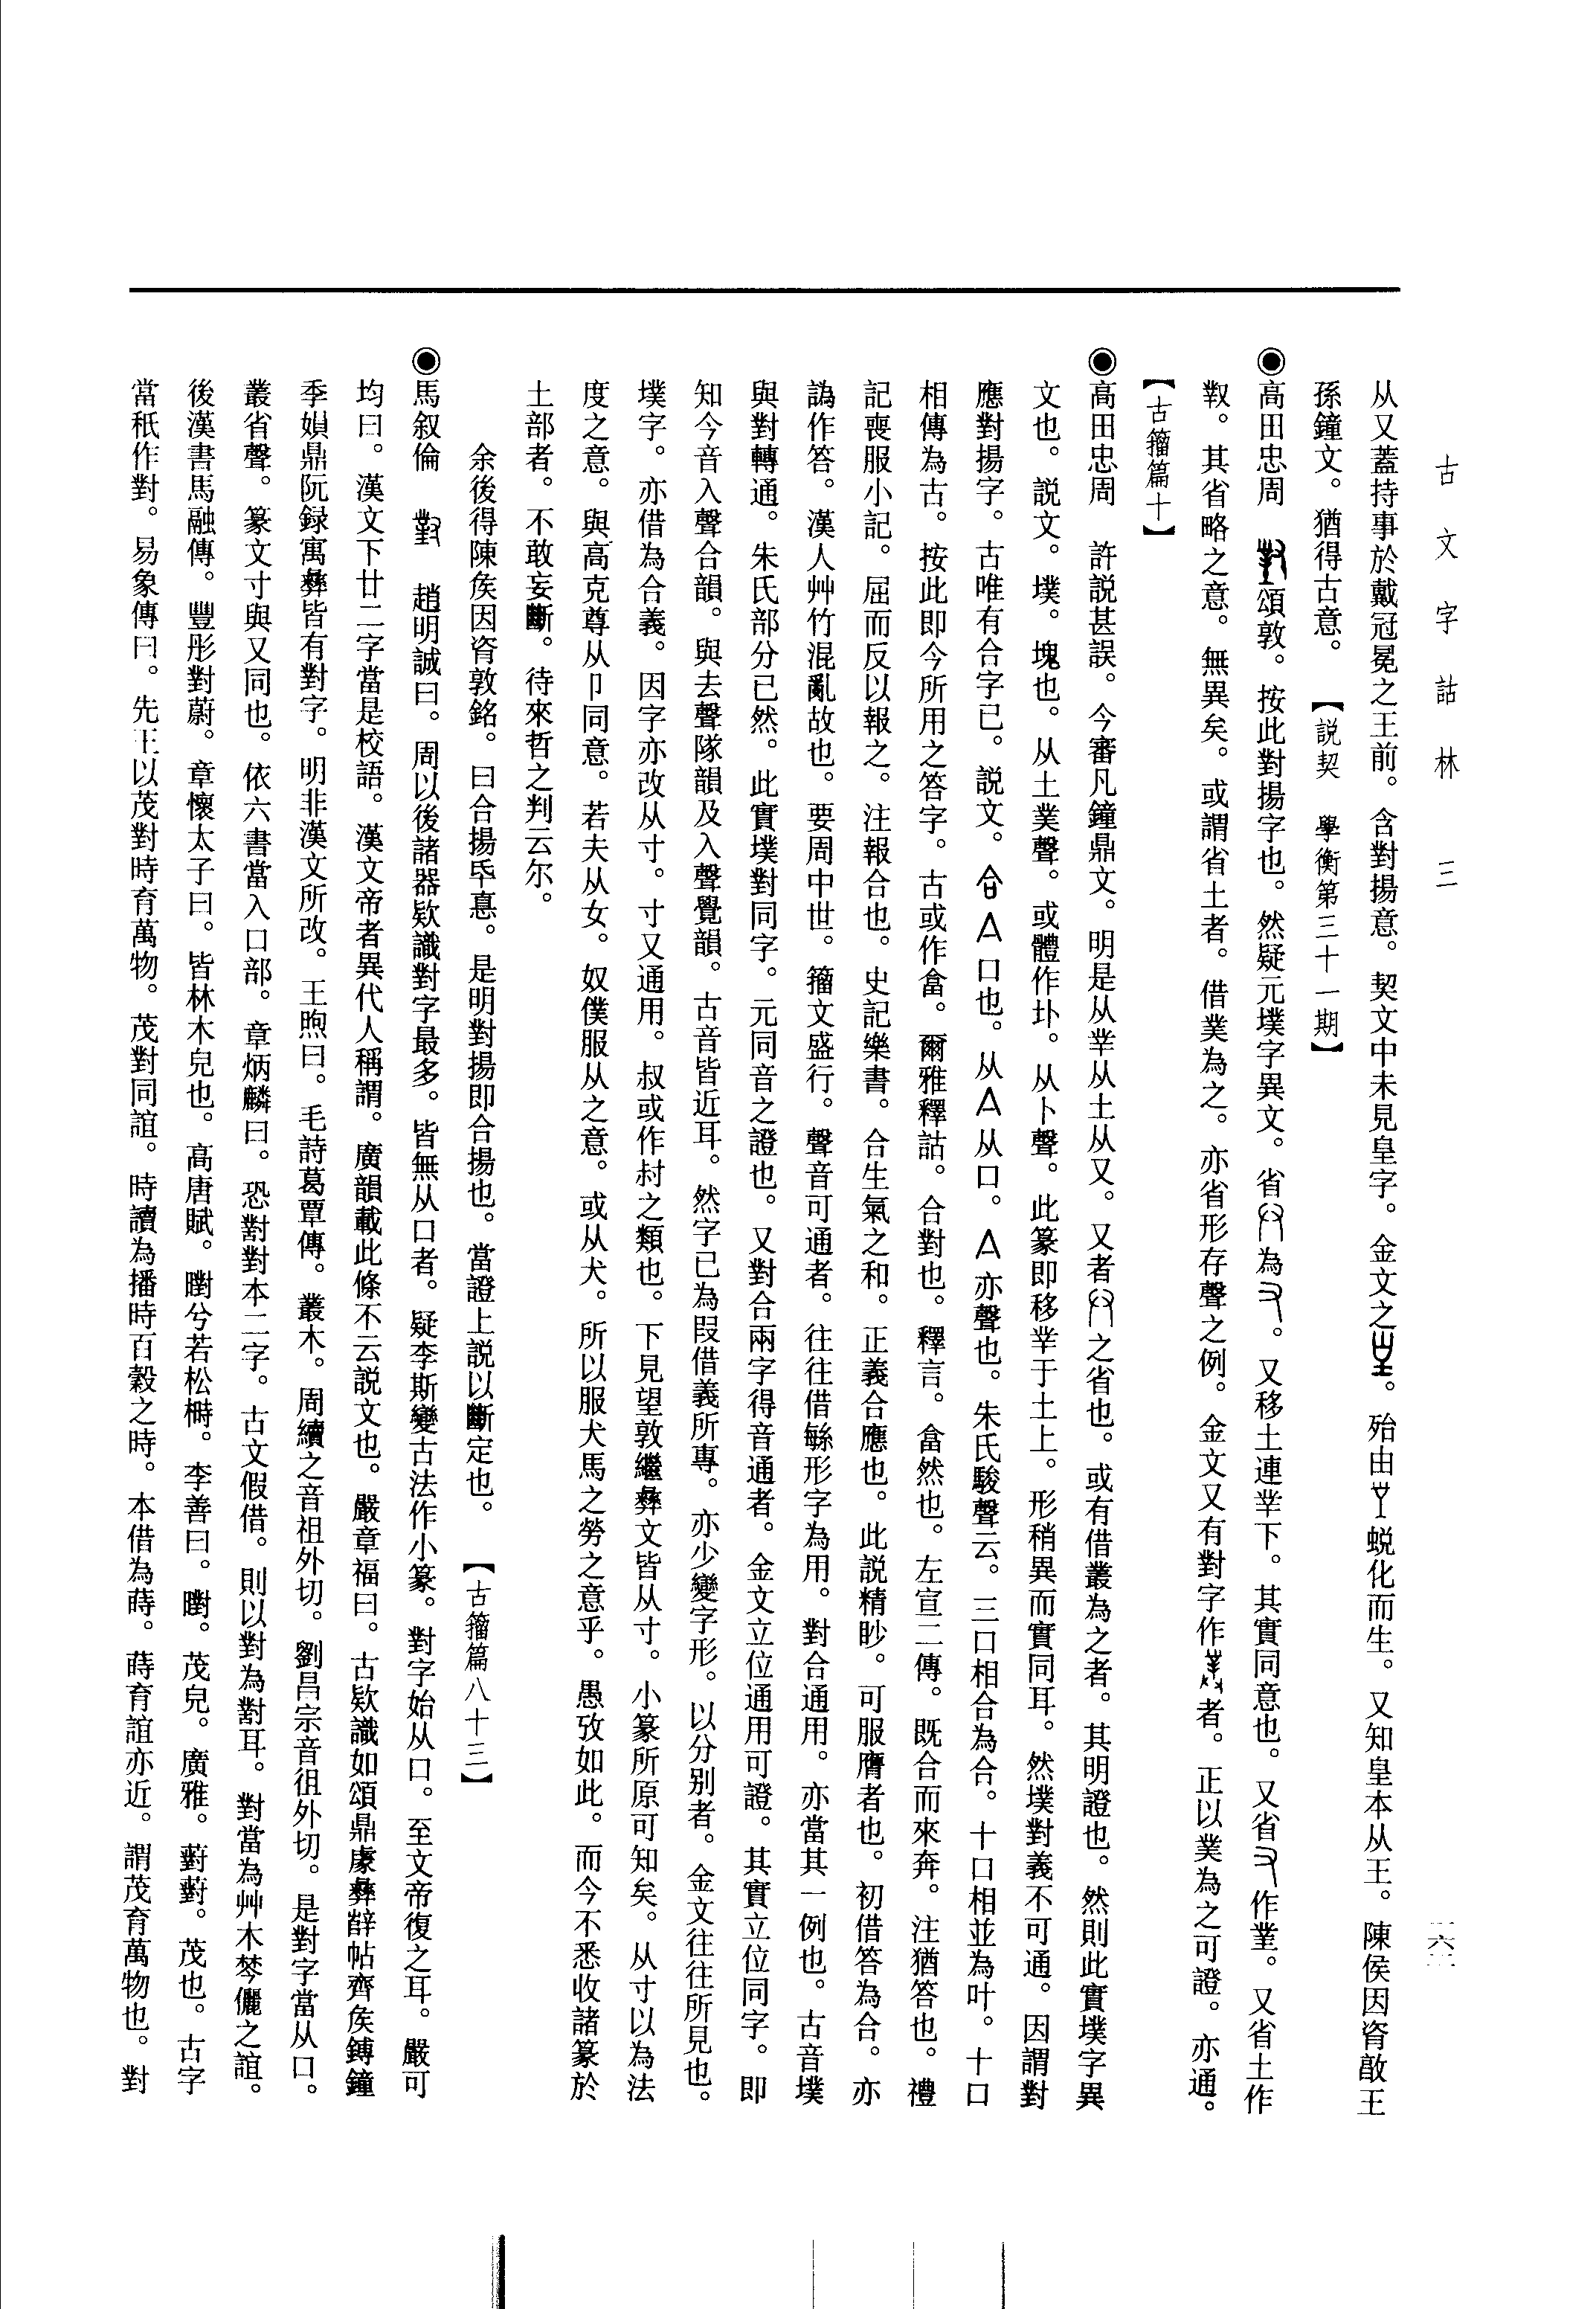 古文字詁林 三
六
从又蓋持事於戴冠冕之王前。含對揚意。契文中未見皇字。金文之。殆由蜕化而生。又知皇本从王。陳侯因𬱖敵王
孫鐘文。猶得古意。 【説契 學衡第三十一期】
◉高田忠周 頌敦。按此對揚字也。然疑元墣字異文。省為。又移土連丵下。其實同意也。又省作。又省土作
。其省略之意。無異矣。或謂省土者。借菐為之。亦省形存聲之例。金文又有對字作者。正以菐為之可證。亦通。
【古籀篇十】
◉高田忠周 許説甚誤。今審凡鐘鼎文。明是从丵从土从又。又者之省也。或有借叢為之者。其明證也。然則此實墣字異
文也。説文。墣。塊也。从土菐聲。或體作圤。从卜聲。此篆即移丵于土上。形稍異而實同耳。然墣對義不可通。因謂對
應對揚字。古唯有合字已。説文。合亼口也。从亼从口。亼亦聲也。朱氏駿聲云。三口相合為合。十口相並為叶。十口
相傳為古。按此即今所用之答字。古或作畣。爾雅釋詁。合對也。釋言。畣然也。左宣二傳。既合而來奔。注猶答也。禮
記喪服小記。屈而反以報之。注報合也。史記樂書。合生氣之和。正義合應也。此説精眇。可服膺者也。初借答為合。亦
譌作荅。漢人艸竹混亂故也。要周中世。籀文盛行。聲音可通者。往往借緐形字為用。對合通用。亦當其一例也。古音墣
與對轉通。朱氏部分已然。此實墣對同字。元同音之證也。又對合兩字得音通者。金文立位通用可證。其實立位同字。即
知今音入聲合韻。與去聲隊韻及入聲覺韻。古音皆近耳。然字已為叚借義所專。亦少變字形。以分别者。金文往往所見也。
墣字。亦借為合義。因字亦改从寸。寸又通用。叔或作村之類也。下見望敦繼彝文皆从寸。小篆所原可知矣。从寸以為法
度之意。與高克尊从卩同意。若夫从女。奴僕服从之意。或从犬。所以服犬馬之勞之意乎。愚攷如此。而今不悉收諸篆於
土部者。不敢妄斷。待來哲之判云尔。
余後得陳矦因𬱖敦銘。曰合揚氒悳。是明對揚即合揚也。當證上説以斷定也。 【古籀篇八十三】
◉馬叙倫 趙明誠曰。周以後諸器欵識對字最多。皆無从口者。疑李斯變古法作小篆。對字始从口。至文帝復之耳。嚴可
均曰。漢文下廿二字當是校語。漢文帝者異代人稱謂。廣韻載此條不云説文也。嚴章福曰。古欵識如頌鼎虡彝辥帖齊矦鎛鐘
季娟鼎阮録寓彝皆有對字。明非漢文所改。王煦曰。毛詩葛覃傳。叢木。周續之音祖外切。劉昌宗音徂外切。是對字當从口。
叢省聲。篆文寸與又同也。依六書當入口部。章炳麟曰。恐對對本二字。古文假借。則以對為對耳。對當為艸木棽儷之誼。
後漢書馬融傳。豐彤對蔚。章懷太子曰。皆林木皃也。高唐賦。㬣兮若松榯。李善曰。㬣。茂皃。廣雅。薱薱。茂也。古字
當秖作對。易象傳曰。先王以茂對時育萬物。茂對同誼。時讀為播時百穀之時。本借為蒔。蒔育誼亦近。謂茂育萬物也。對